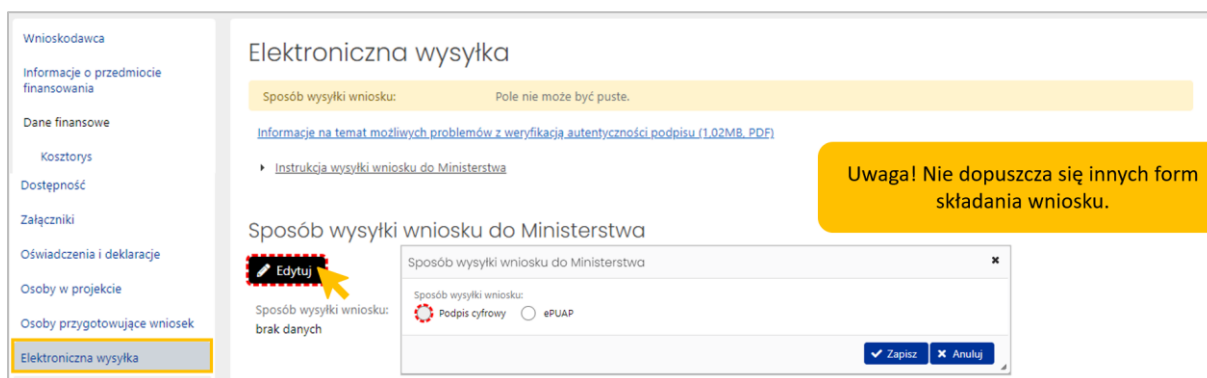 Wnioskodawca
Informacje o przedmiocie
finansowania
Dane finansowe
Kosztorys
Dostępność
Załączniki
Oświadczenia i deklaracje
Osoby w projekcie
Osoby przygotowujące wniosek
Elektroniczna wysyłka
Elektroniczna wysyłka
Sposób wysyłki wniosku: Pole nie może być puste.
Informacje na temat możliwych problemów z weryfikacją autentyczności podpisu (1,02MB, PDF)
Instrukcja wysyłki wniosku do Ministerstwa
Uwaga! Nie dopuszcza się innych form
składania wniosku.
Sposób wysyłki wniosku do Ministerstwa
Edytuj
Sposób wysyłki wniosku:
brak danych
Sposób wysyłki wniosku do Ministerstwa
Sposób wysyłki wniosku:
Podpis cyfrowy ePUAP
Zapisz Anuluj